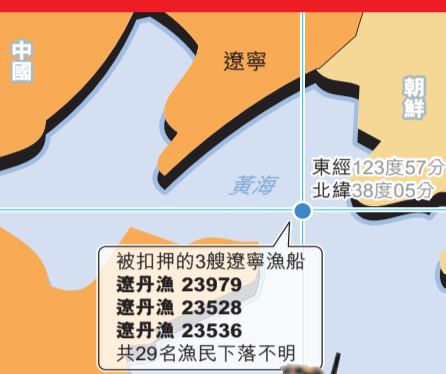 中國
遼寧
朝鮮
黃海
東經123度57分
北緯38度05分
被扣押的3艘遼寧漁船
遼丹漁 23979
遼丹漁 23528
遼丹漁 23536
共29名漁民下落不明